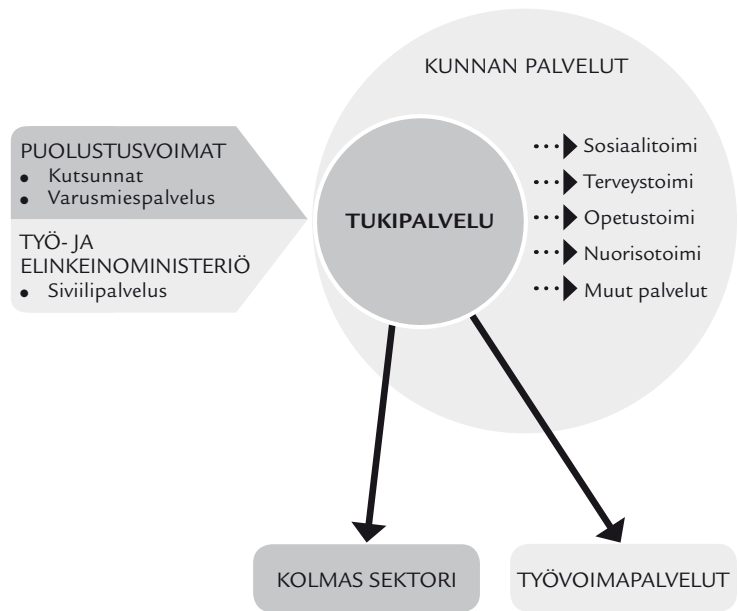 KUNNAN PALVELUT
PUOLUSTUSVOIMAT
• Kutsunnat
• Varusmiespalvelus
TYÖ- JA
ELINKEINOMINISTERIÖ
• Siviilipalvelus
TUKIPALVELU
Sosiaalitoimi
Terveystoimi
Opetustoimi
Nuorisotoimi
Muut palvelut
KOLMAS SEKTORI
TYÖVOIMAPALVELUT